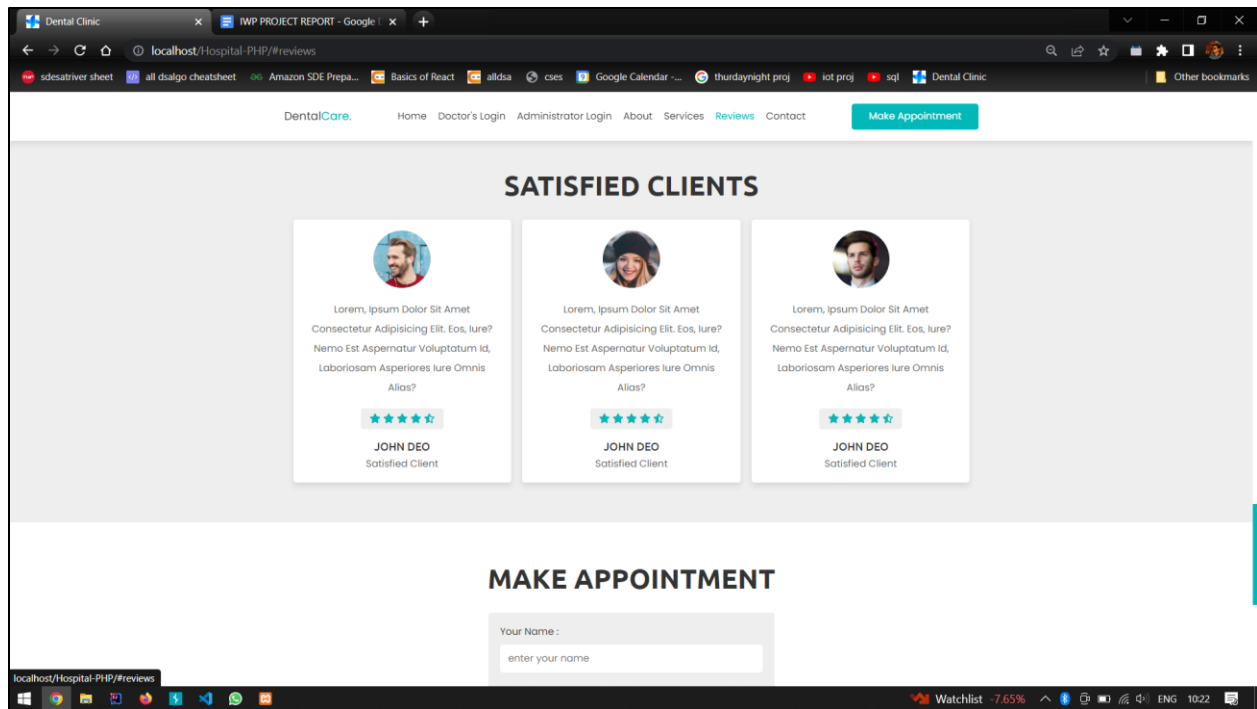 Dental Clinic
IWP PROJECT REPORT - Google
localhost/Hospital-PHP/#reviews
sdesatriver sheet
all dsalgo cheatsheet
Amazon SDE Prepa...
Basics of React
alldsa
cses
Google Calendar -...
thurdaynight proj
iot proj
sql
Dental Clinic
Other bookmarks
DentalCare.
Home Doctor's Login Administrator Login About Services Reviews Contact
Make Appointment
SATISFIED CLIENTS
Lorem, Ipsum Dolor Sit Amet
Consectetur Adipisicing Elit. Eos, Iure?
Nemo Est Aspernatur Voluptatum Id,
Laboriosam Asperiores Iure Omnis
Alias?
JOHN DEO
Satisfied Client
Lorem, Ipsum Dolor Sit Amet
Consectetur Adipisicing Elit. Eos, Iure?
Nemo Est Aspernatur Voluptatum Id,
Laboriosam Asperiores Iure Omnis
Alias?
JOHN DEO
Satisfied Client
Lorem, Ipsum Dolor Sit Amet
Consectetur Adipisicing Elit. Eos, Iure?
Nemo Est Aspernatur Voluptatum Id,
Laboriosam Asperiores Iure Omnis
Alias?
JOHN DEO
Satisfied Client
MAKE APPOINTMENT
Your Name :
enter your name
localhost/Hospital-PHP/#reviews
Watchlist -7.65%
ENG
10:22